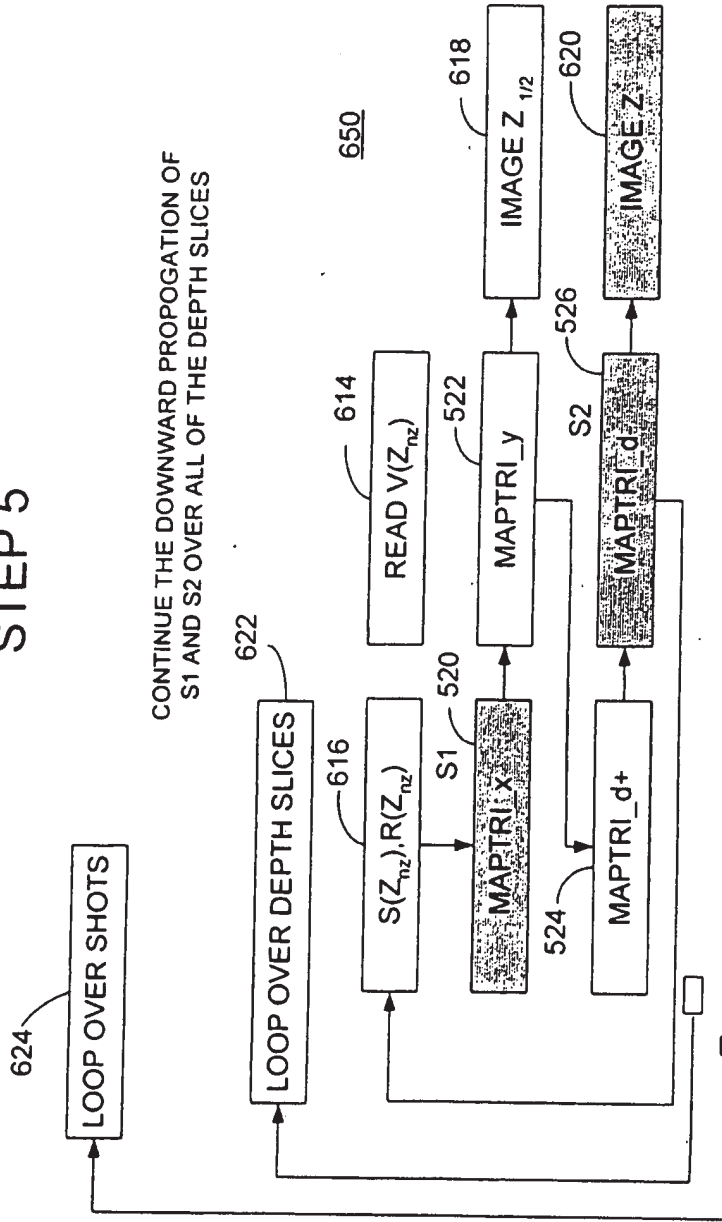 STEP 5
CONTINUE THE DOWNWARD PROPOGATION OF
S1 AND S2 OVER ALL OF THE DEPTH SLICES
624
LOOP OVER SHOTS
622
LOOP OVER DEPTH SLICES
650
616
S(Znz).R(Znz)
614
READ V(Znz)
S1
520
MAPTRI_x
522
MAPTRI_y
618
IMAGE Z 1/2
524
MAPTRI_d+
S2
526
MAPTRI_d-
620
IMAGE Z